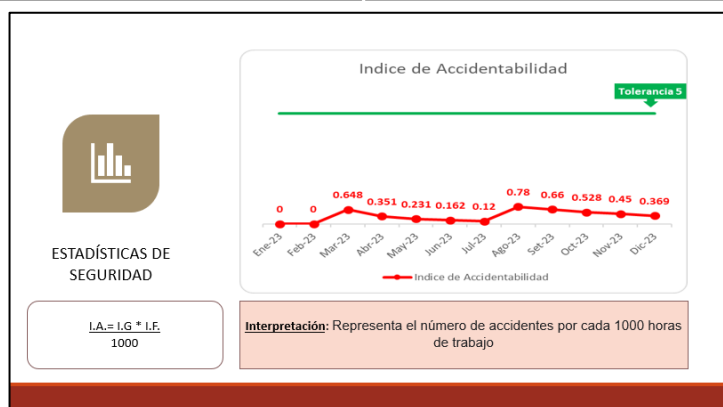 Indice de Accidentabilidad
Tolerancia 5
0 0 0.648 0.351 0.231 0.162 0.12 0.78 0.66 0.528 0.45 0.369
Ene-23 Feb-23 Mar-23 Abr-23 May-23 Jun-23 Jul-23 Ago-23 Set-23 Oct-23 Nov-23 Dic-23
Indice de Accidentabilidad
ESTADÍSTICAS DE
SEGURIDAD
I.A.= I.G * I.F.
1000
Interpretación: Representa el número de accidentes por cada 1000 horas
de trabajo